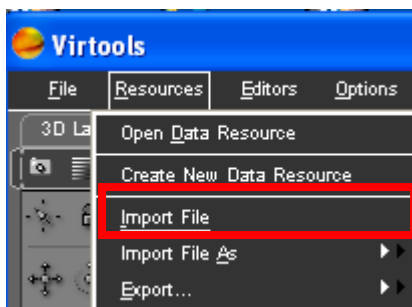 Virtools
File Resources Editors Options
3D La
Open Data Resource
Create New Data Resource
Import File
Import File As
Export...